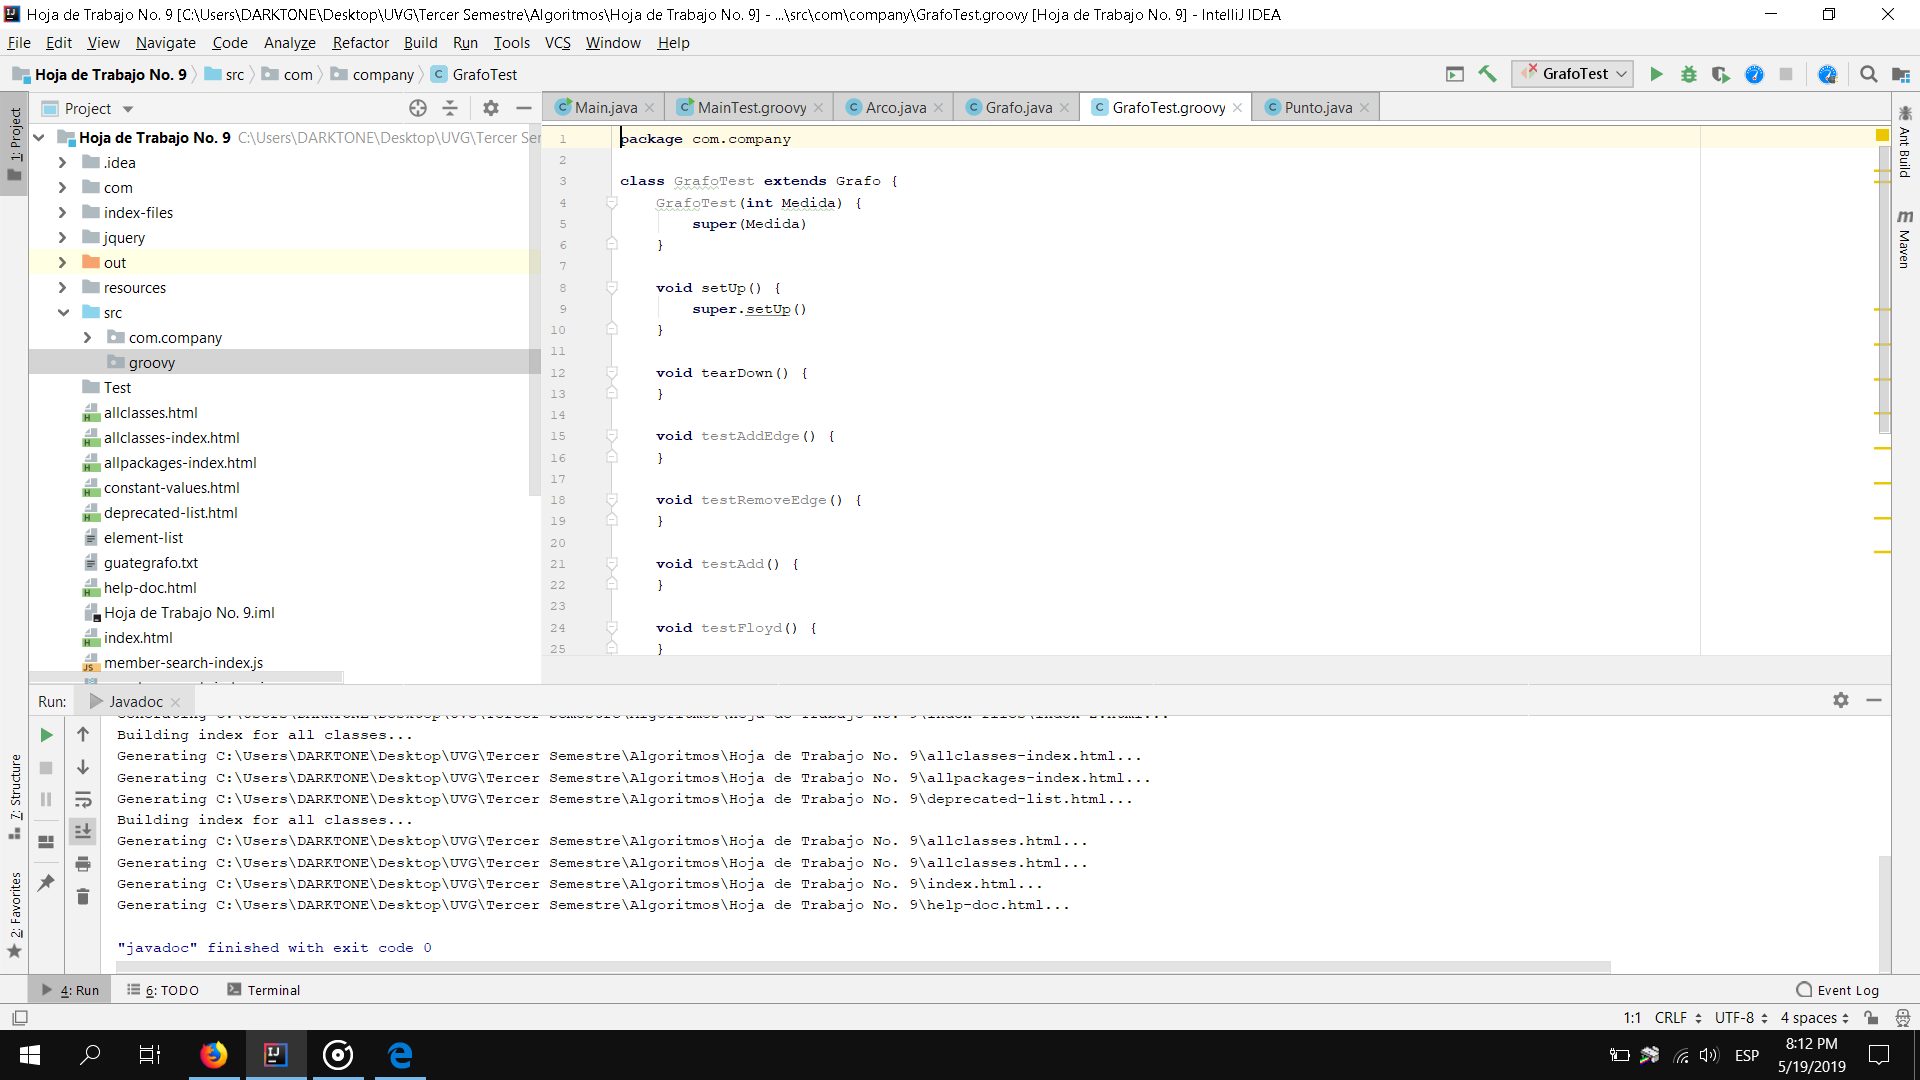 Hoja de Trabajo No. 9 [C:\Users\DARKTONE\Desktop\UVG\Tercer Semestre\Algoritmos\Hoja de Trabajo No. 9] - ...\src\com\company\GrafoTest.groovy [Hoja de Trabajo No. 9] - IntelliJ IDEA
File Edit View Navigate Code Analyze Refactor Build Run Tools VCS Window Help
Hoja de Trabajo No. 9 src com company GrafoTest
GrafoTest
1: Project
Project
Main.java MainTest.groovy Arco.java Grafo.java GrafoTest.groovy Punto.java
Hoja de Trabajo No. 9 C:\Users\DARKTONE\Desktop\UVG\Tercer Ser
.idea
com
index-files
jquery
out
resources
src
com.company
groovy
Test
allclasses.html
allclasses-index.html
allpackages-index.html
constant-values.html
deprecated-list.html
element-list
guategrafo.txt
help-doc.html
Hoja de Trabajo No. 9.iml
index.html
member-search-index.js
1 package com.company
2
3 class GrafoTest extends Grafo {
4 GrafoTest(int Medida) {
5 super(Medida)
6 }
7
8 void setUp() {
9 super.setUp()
10 }
11
12 void tearDown() {
13 }
14
15 void testAddEdge() {
16 }
17
18 void testRemoveEdge() {
19 }
20
21 void testAdd() {
22 }
23
24 void testFloyd() {
25 }
Ant Build
Maven
Run: Javadoc
Generating C:\Users\DARKTONE\Desktop\UVG\Tercer Semestre\Algoritmos\Hoja de Trabajo No. 9\index-files\index-
Building index for all classes...
Generating C:\Users\DARKTONE\Desktop\UVG\Tercer Semestre\Algoritmos\Hoja de Trabajo No. 9\allclasses-index.html...
Generating C:\Users\DARKTONE\Desktop\UVG\Tercer Semestre\Algoritmos\Hoja de Trabajo No. 9\allpackages-index.html...
Generating C:\Users\DARKTONE\Desktop\UVG\Tercer Semestre\Algoritmos\Hoja de Trabajo No. 9\deprecated-list.html...
Building index for all classes...
Generating C:\Users\DARKTONE\Desktop\UVG\Tercer Semestre\Algoritmos\Hoja de Trabajo No. 9\allclasses.html...
Generating C:\Users\DARKTONE\Desktop\UVG\Tercer Semestre\Algoritmos\Hoja de Trabajo No. 9\allclasses.html...
Generating C:\Users\DARKTONE\Desktop\UVG\Tercer Semestre\Algoritmos\Hoja de Trabajo No. 9\index.html...
Generating C:\Users\DARKTONE\Desktop\UVG\Tercer Semestre\Algoritmos\Hoja de Trabajo No. 9\help-doc.html...
"javadoc" finished with exit code 0
7: Structure
2: Favorites
4: Run 6: TODO Terminal Event Log
1:1 CRLF UTF-8 4 spaces
ESP 8:12 PM
5/19/2019